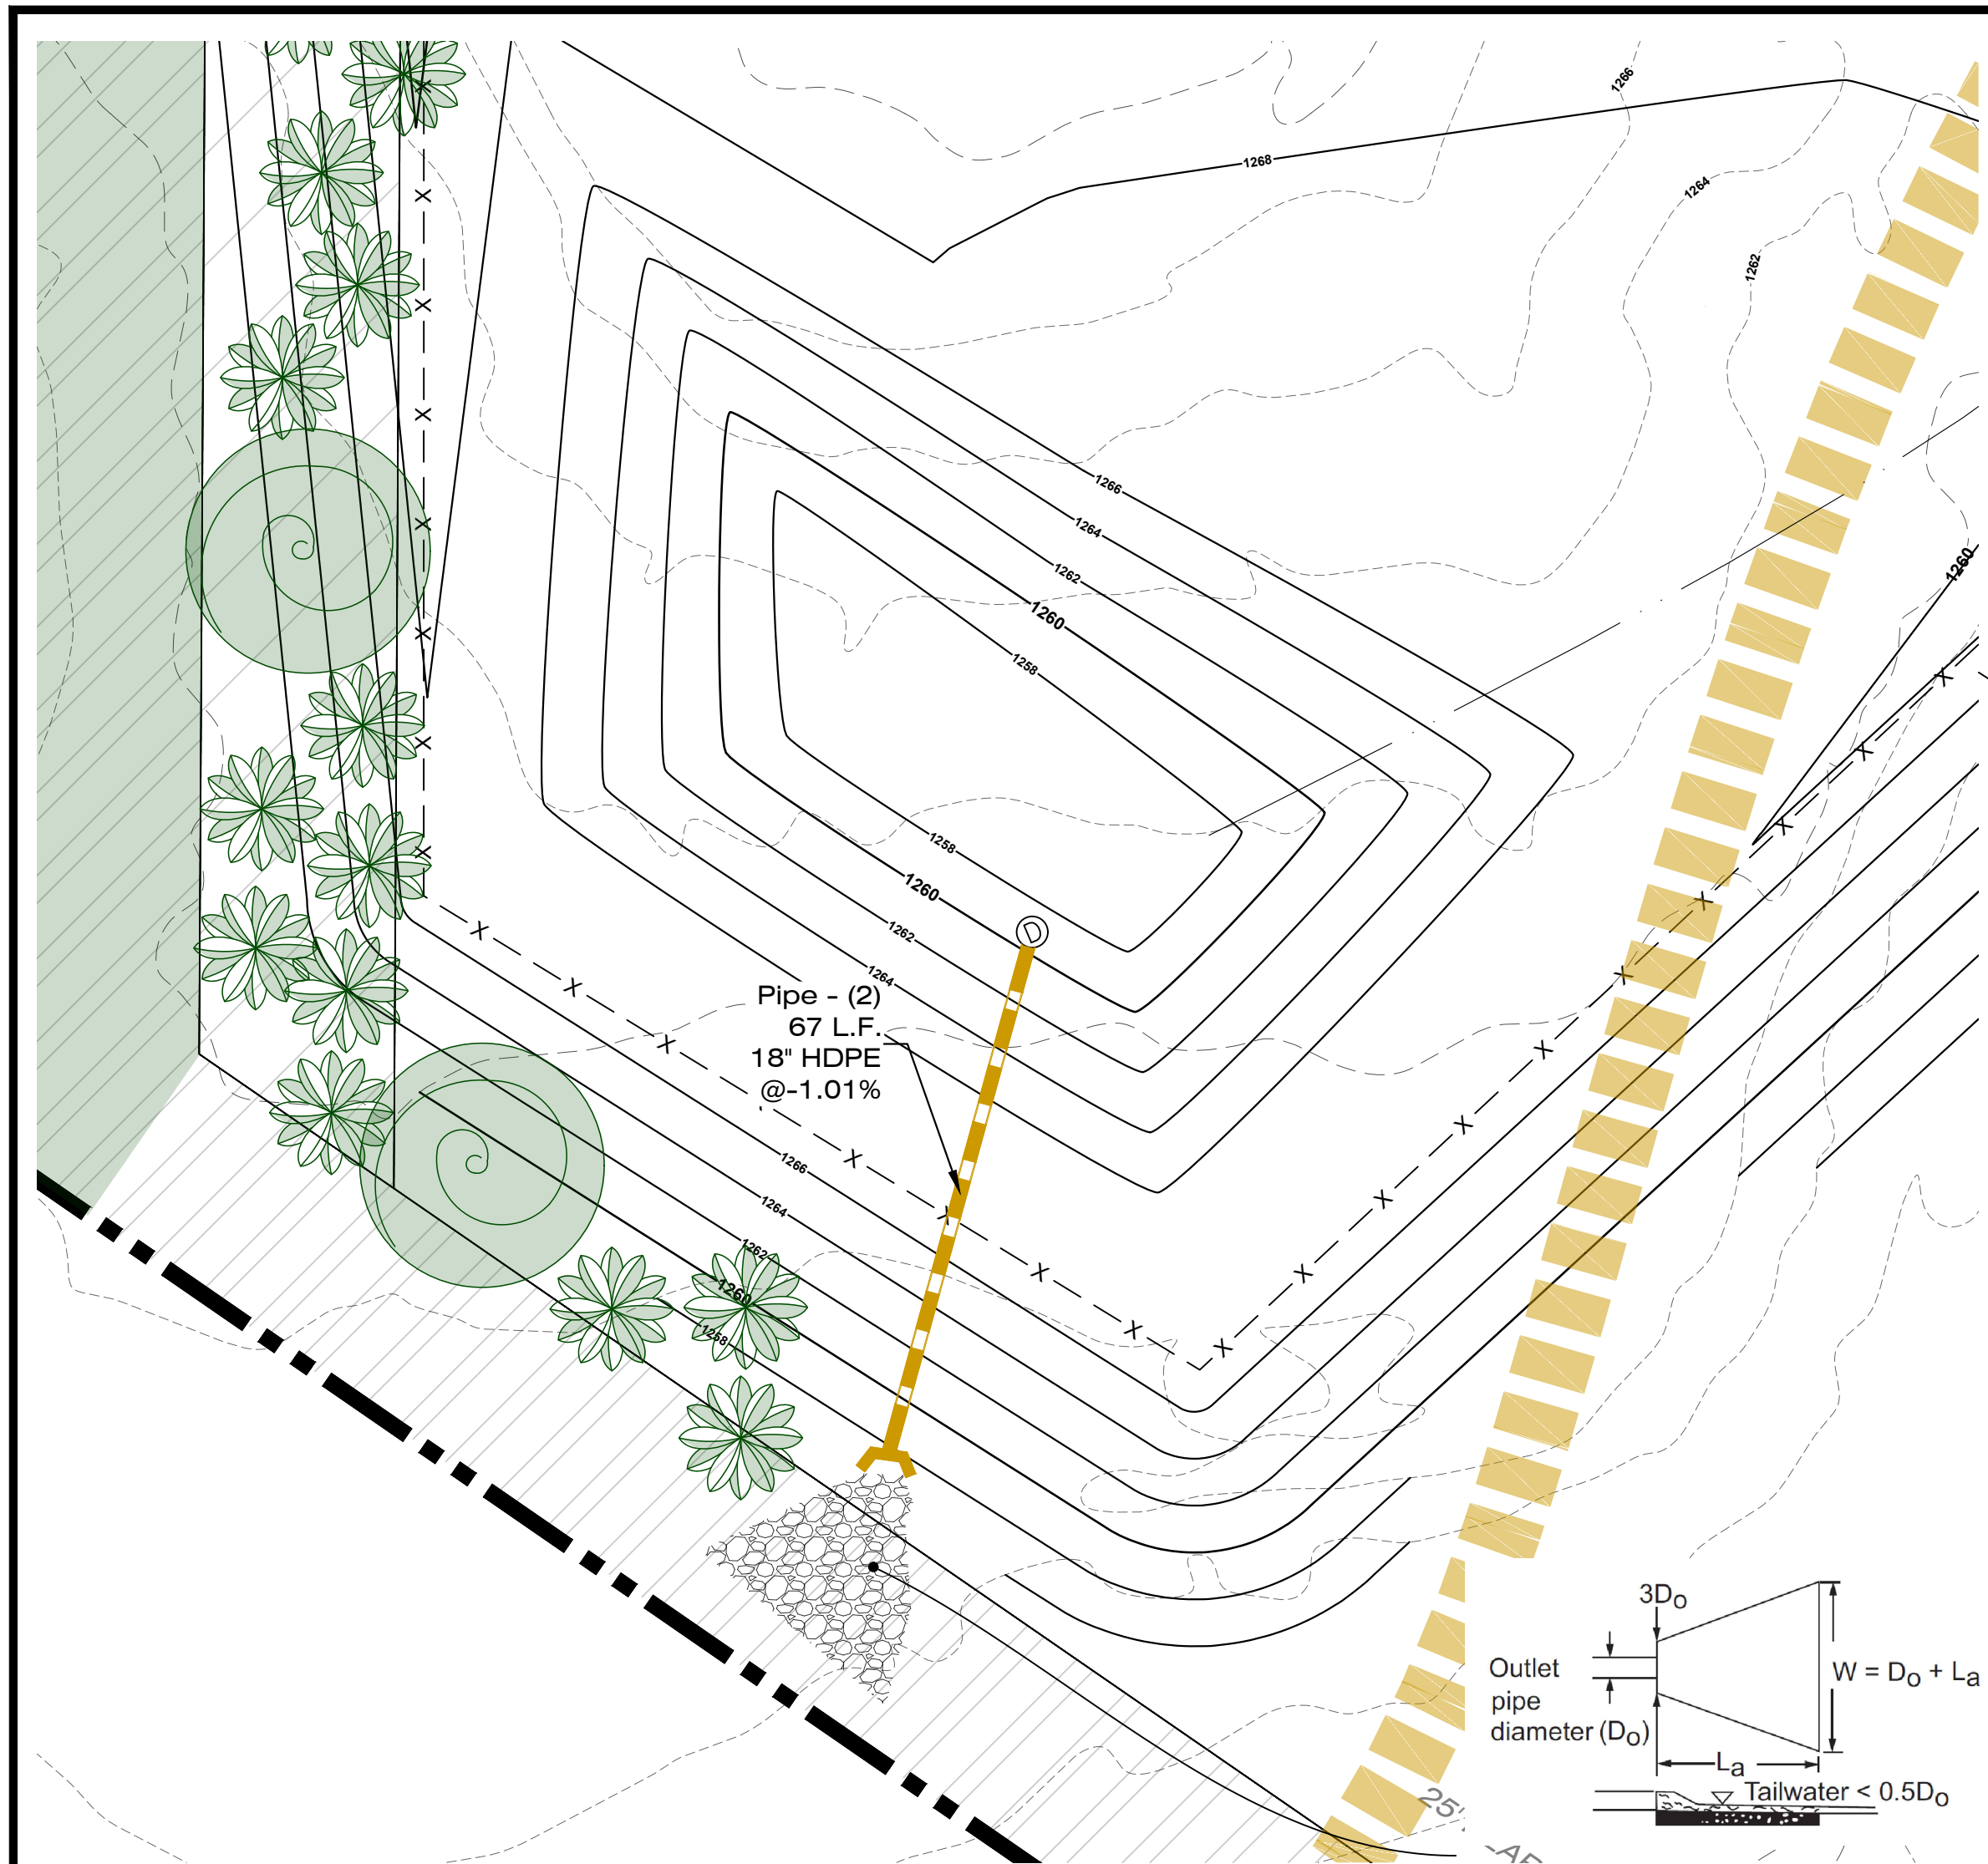 1266
1268
1264
1262
1266
1264
1262
1260
1260
1258
1258
1260
1262
D
1264
Pipe - (2)
67 L.F.
18" HDPE
@-1.01%
1266
1264
1262
1260
1258
3Do
Outlet
pipe
diameter (Do)
W = Do + La
La
Tailwater < 0.5Do
25'
X X X X X X X X
X X X X X X X X
X X X X X X X X X X